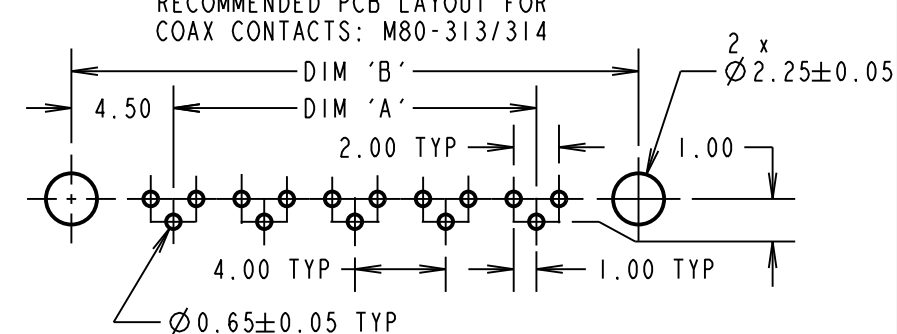 RECOMMENDED PCB LAYOUT FOR
COAX CONTACTS: M80-313/314
2 x
DIM 'B'
Ø2.25±0.05
4.50
DIM 'A'
2.00 TYP
1.00
4.00 TYP
1.00 TYP
Ø0.65±0.05 TYP